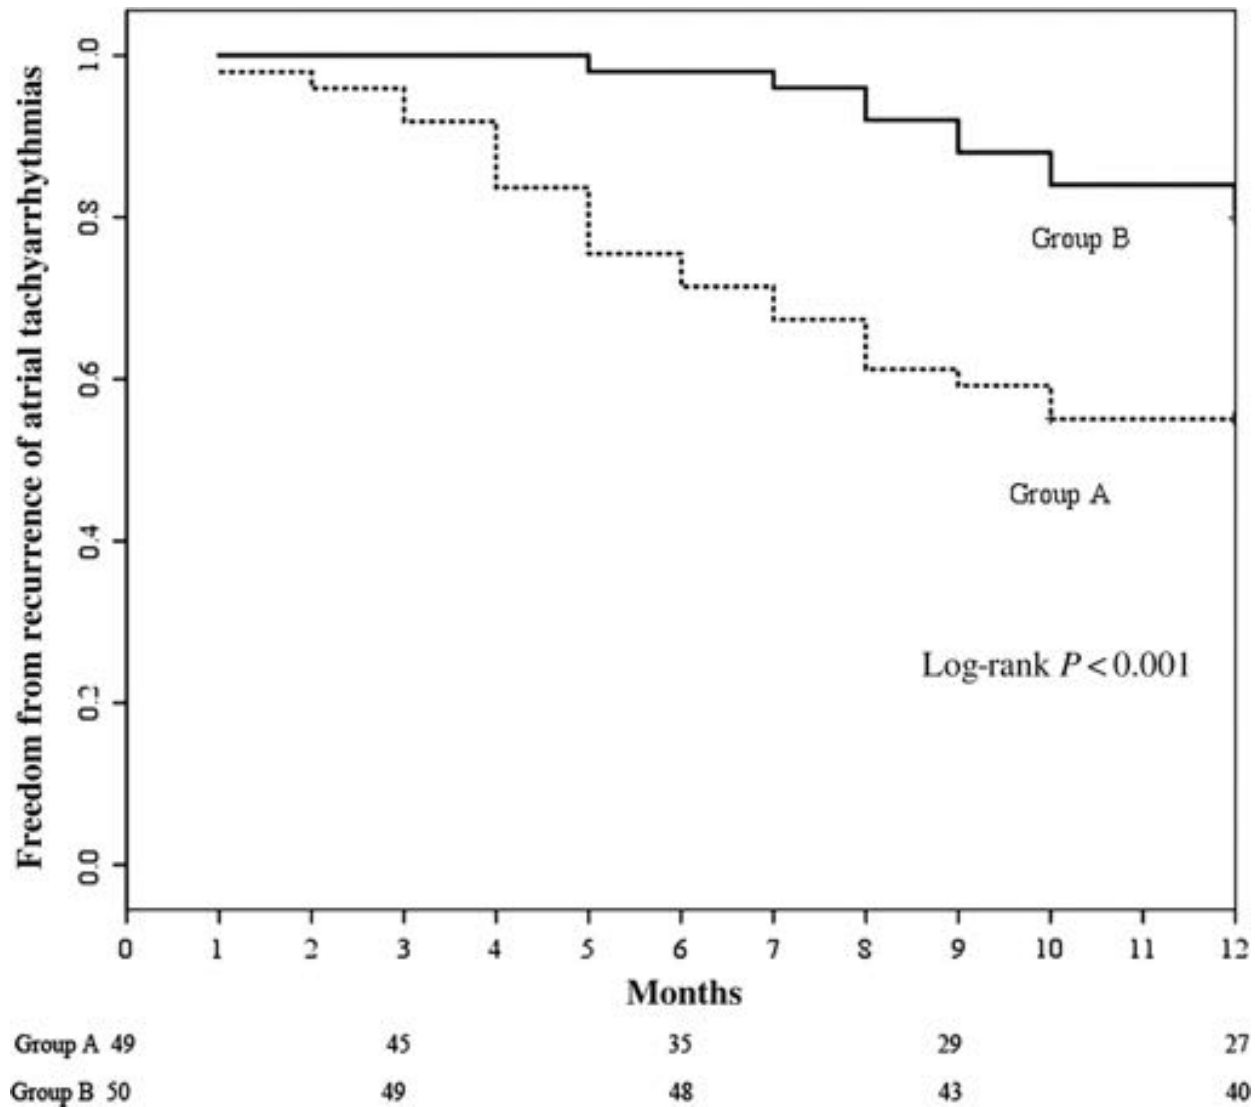 Freedom from recurrence of atrial tachyarrhythmias
1.0
0.8
0.6
0.4
0.2
0.0
Group B
Group A
Log-rank P < 0.001
0 1 2 3 4 5 6 7 8 9 10 11 12
Months
Group A 49 45 35 29 27
Group B 50 49 48 43 40